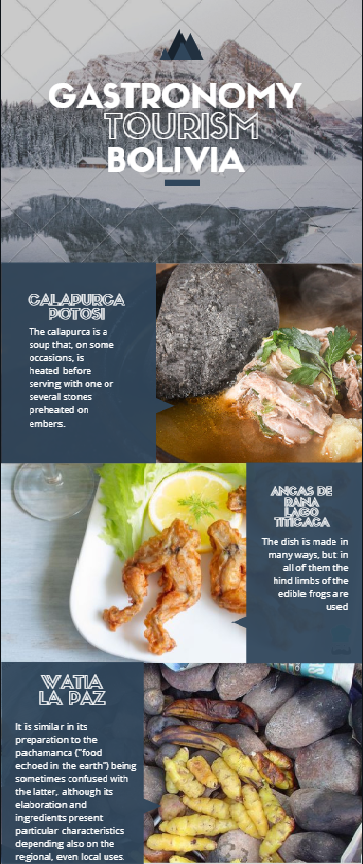 GASTRONOMY
TOURISM
BOLIVIA
CALAPURCA
POTOSI
The callapurca is a
soup that, on some
occasions, is
heated before
serving with one or
several stones
preheated on
embers.
ANCAS DE
RANA
LAGO
TITICACA
The dish is made in
many ways, but in
all of them the
hind limbs of the
edible frogs are
used
WATIA
LA PAZ
It is similar in its
preparation to the
pachamanca ("food
echoed in the earth") being
sometimes confused with
the latter, although its
elaboration and
ingredients present
particular characteristics
depending also on the
regional, even local uses.